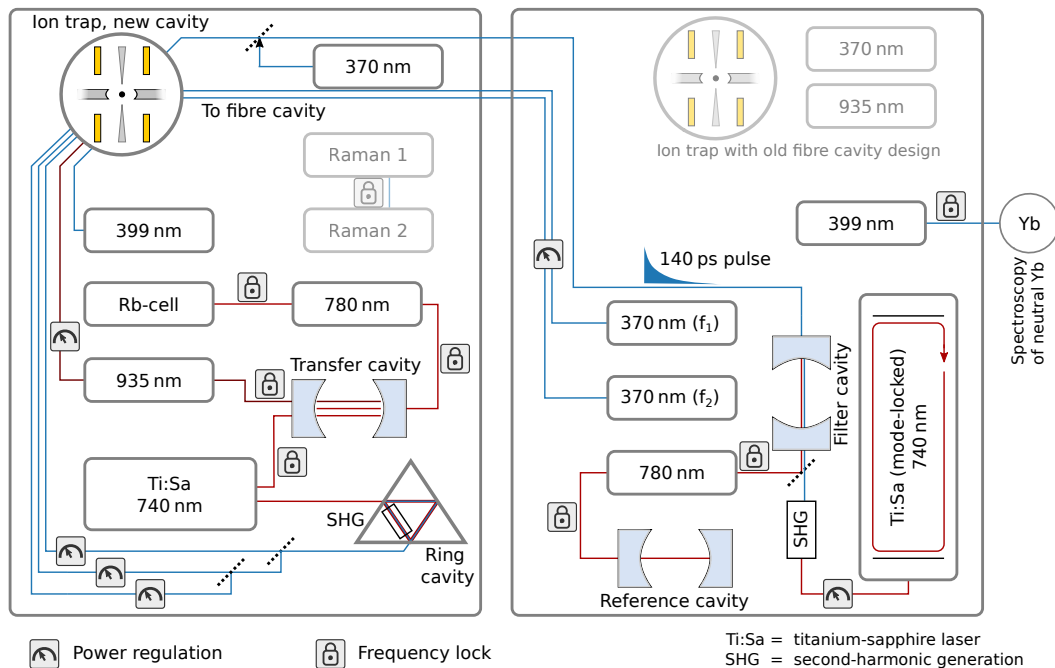 Ion trap, new cavity
370 nm
To fibre cavity
Raman 1
Raman 2
399 nm
Rb-cell
780 nm
Transfer cavity
935 nm
Ti:Sa
740 nm
SHG
Ring
cavity
370 nm
935 nm
Ion trap with old fibre cavity design
399 nm
Yb
Spectroscopy
of neutral Yb
140 ps pulse
370 nm (f₁)
370 nm (f₂)
Filter cavity
Ti:Sa (mode-locked)
740 nm
780 nm
SHG
Reference cavity
Power regulation
Frequency lock
Ti:Sa = titanium-sapphire laser
SHG = second-harmonic generation